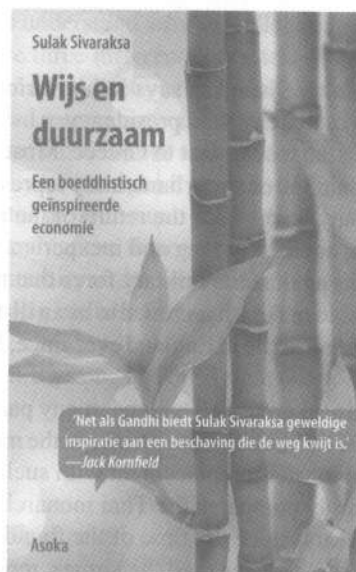 Sulak Sivaraksa
Wijs en
duurzaam
Een boeddhistisch
geïnspireerde
economie
'Net als Gandhi biedt Sulak Sivaraksa geweldige
inspiratie aan een beschaving die de weg kwijt is.'
—Jack Kornfield
Asoka